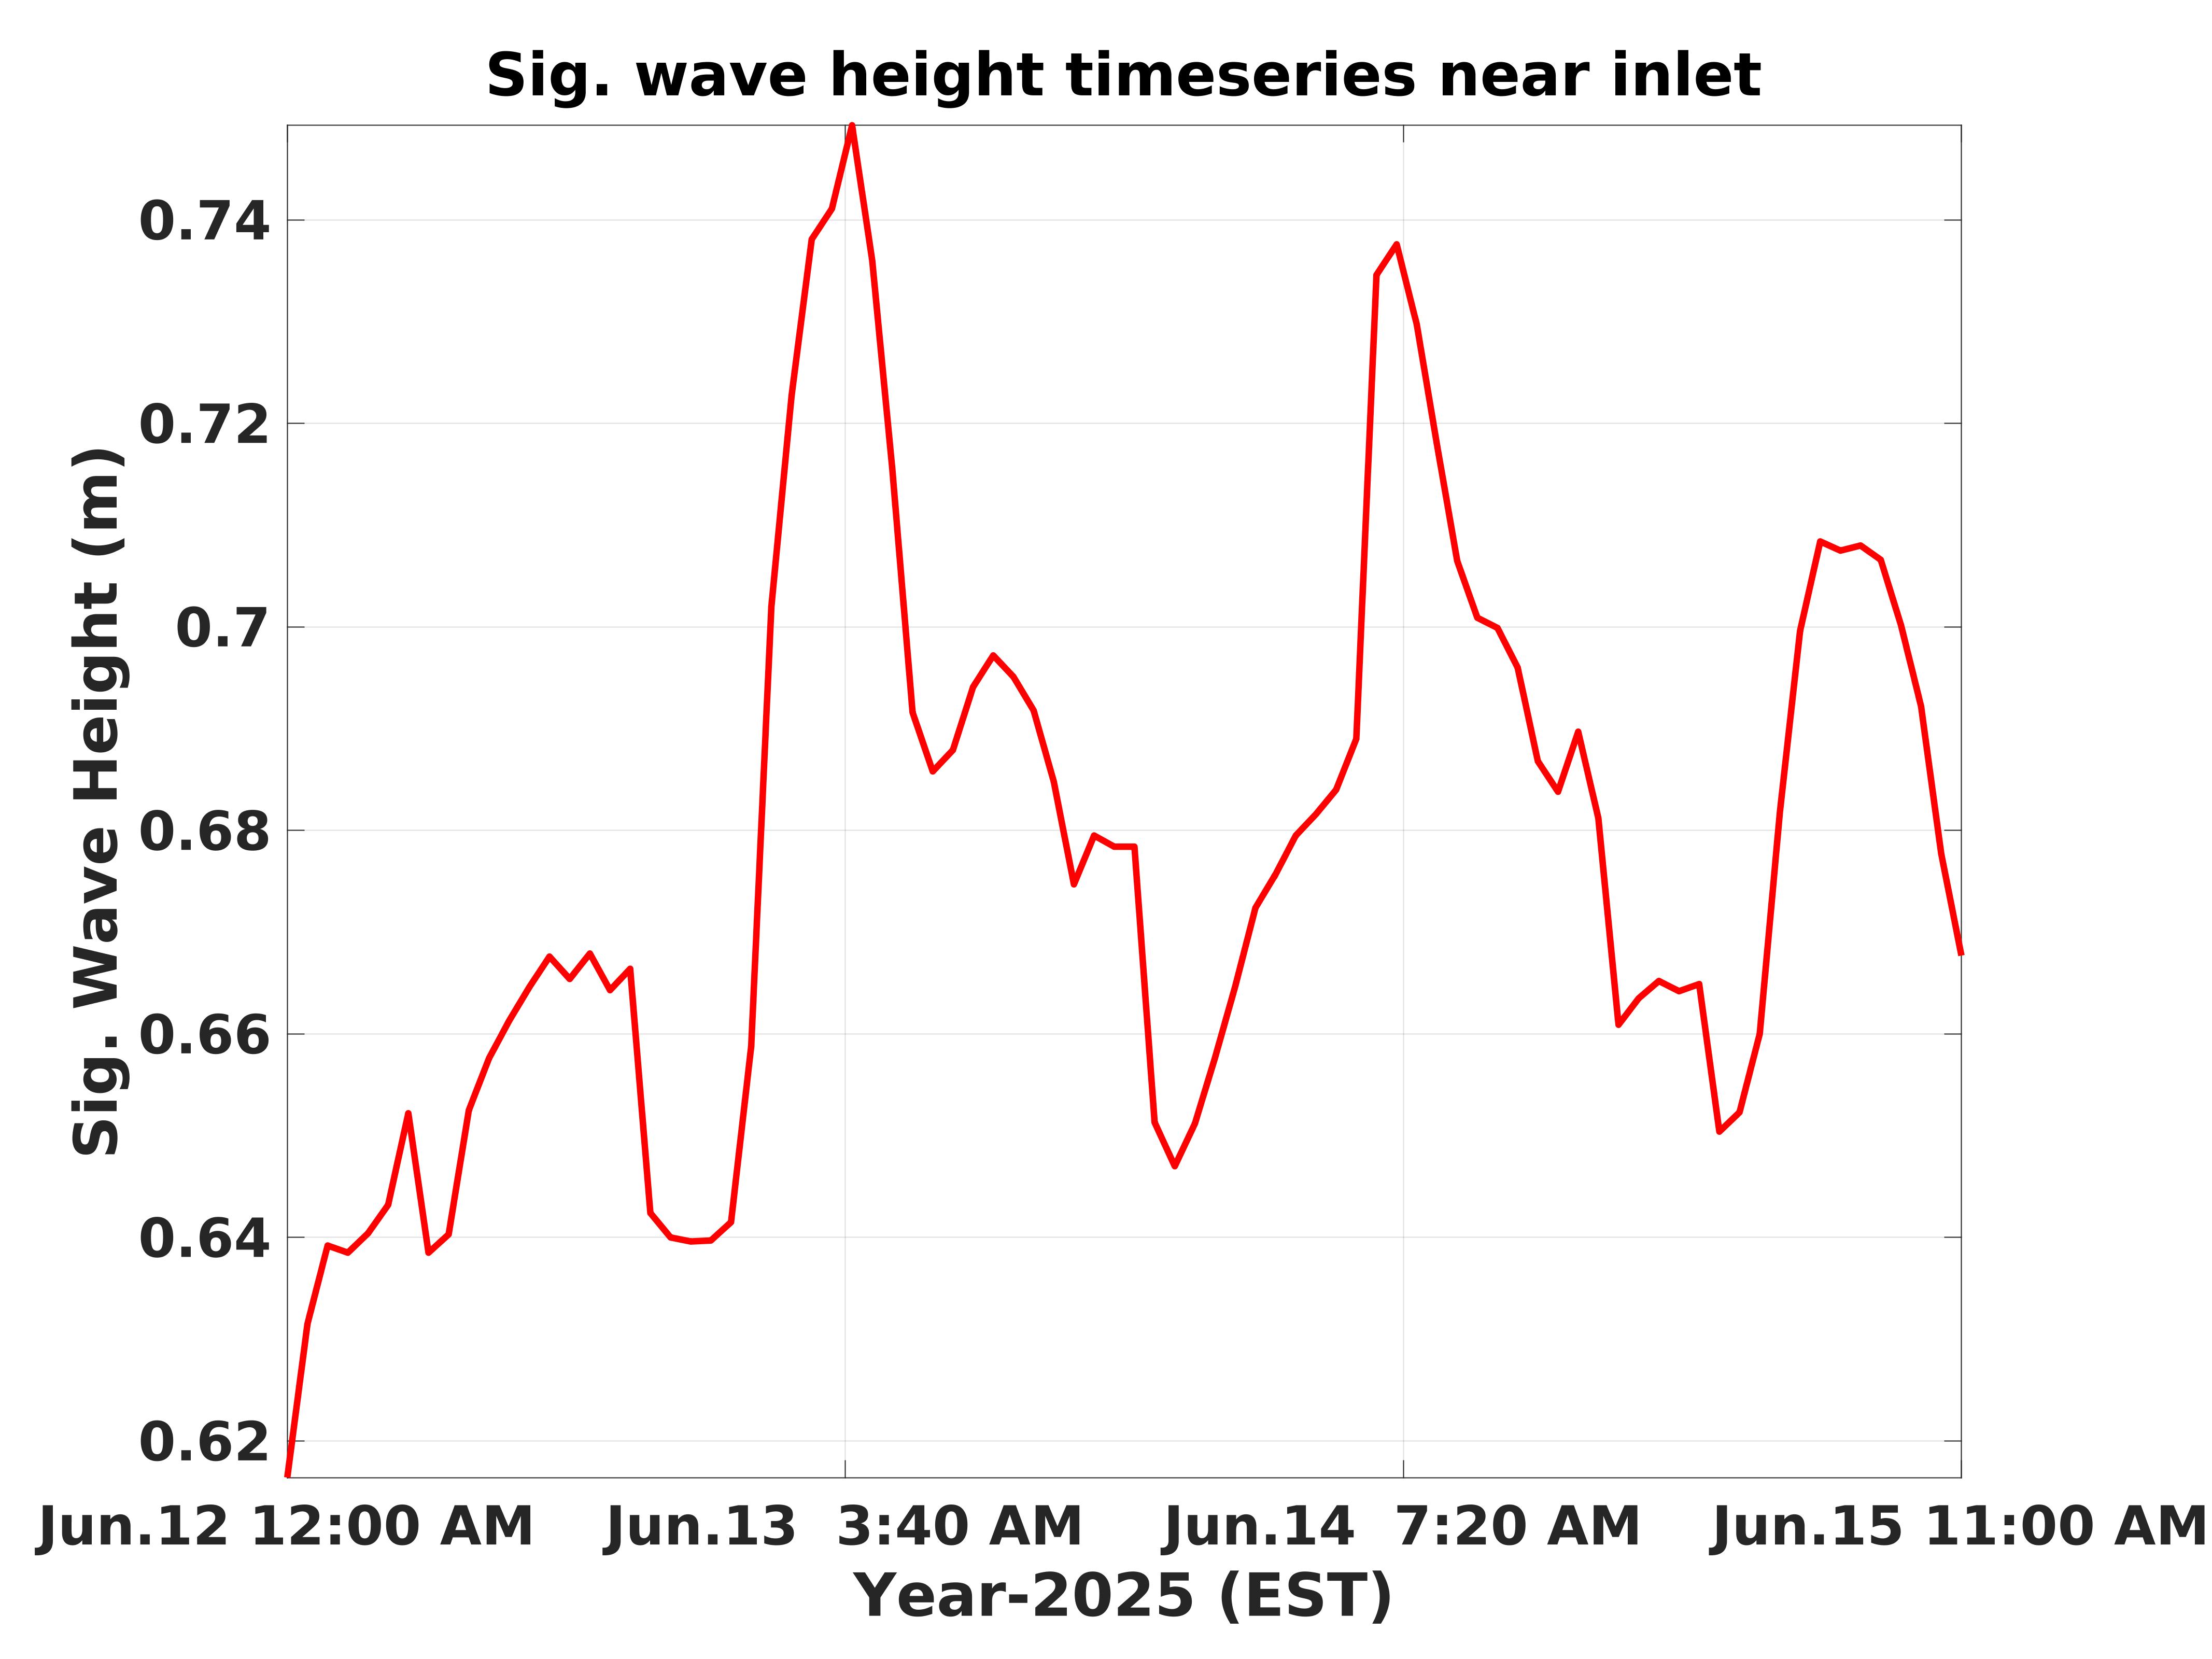 Sig. wave height timeseries near inlet
Sig. Wave Height (m)
0.74
0.72
0.7
0.68
0.66
0.64
0.62
Jun.12 12:00 AM Jun.13 3:40 AM Jun.14 7:20 AM Jun.15 11:00 AM
Year-2025 (EST)